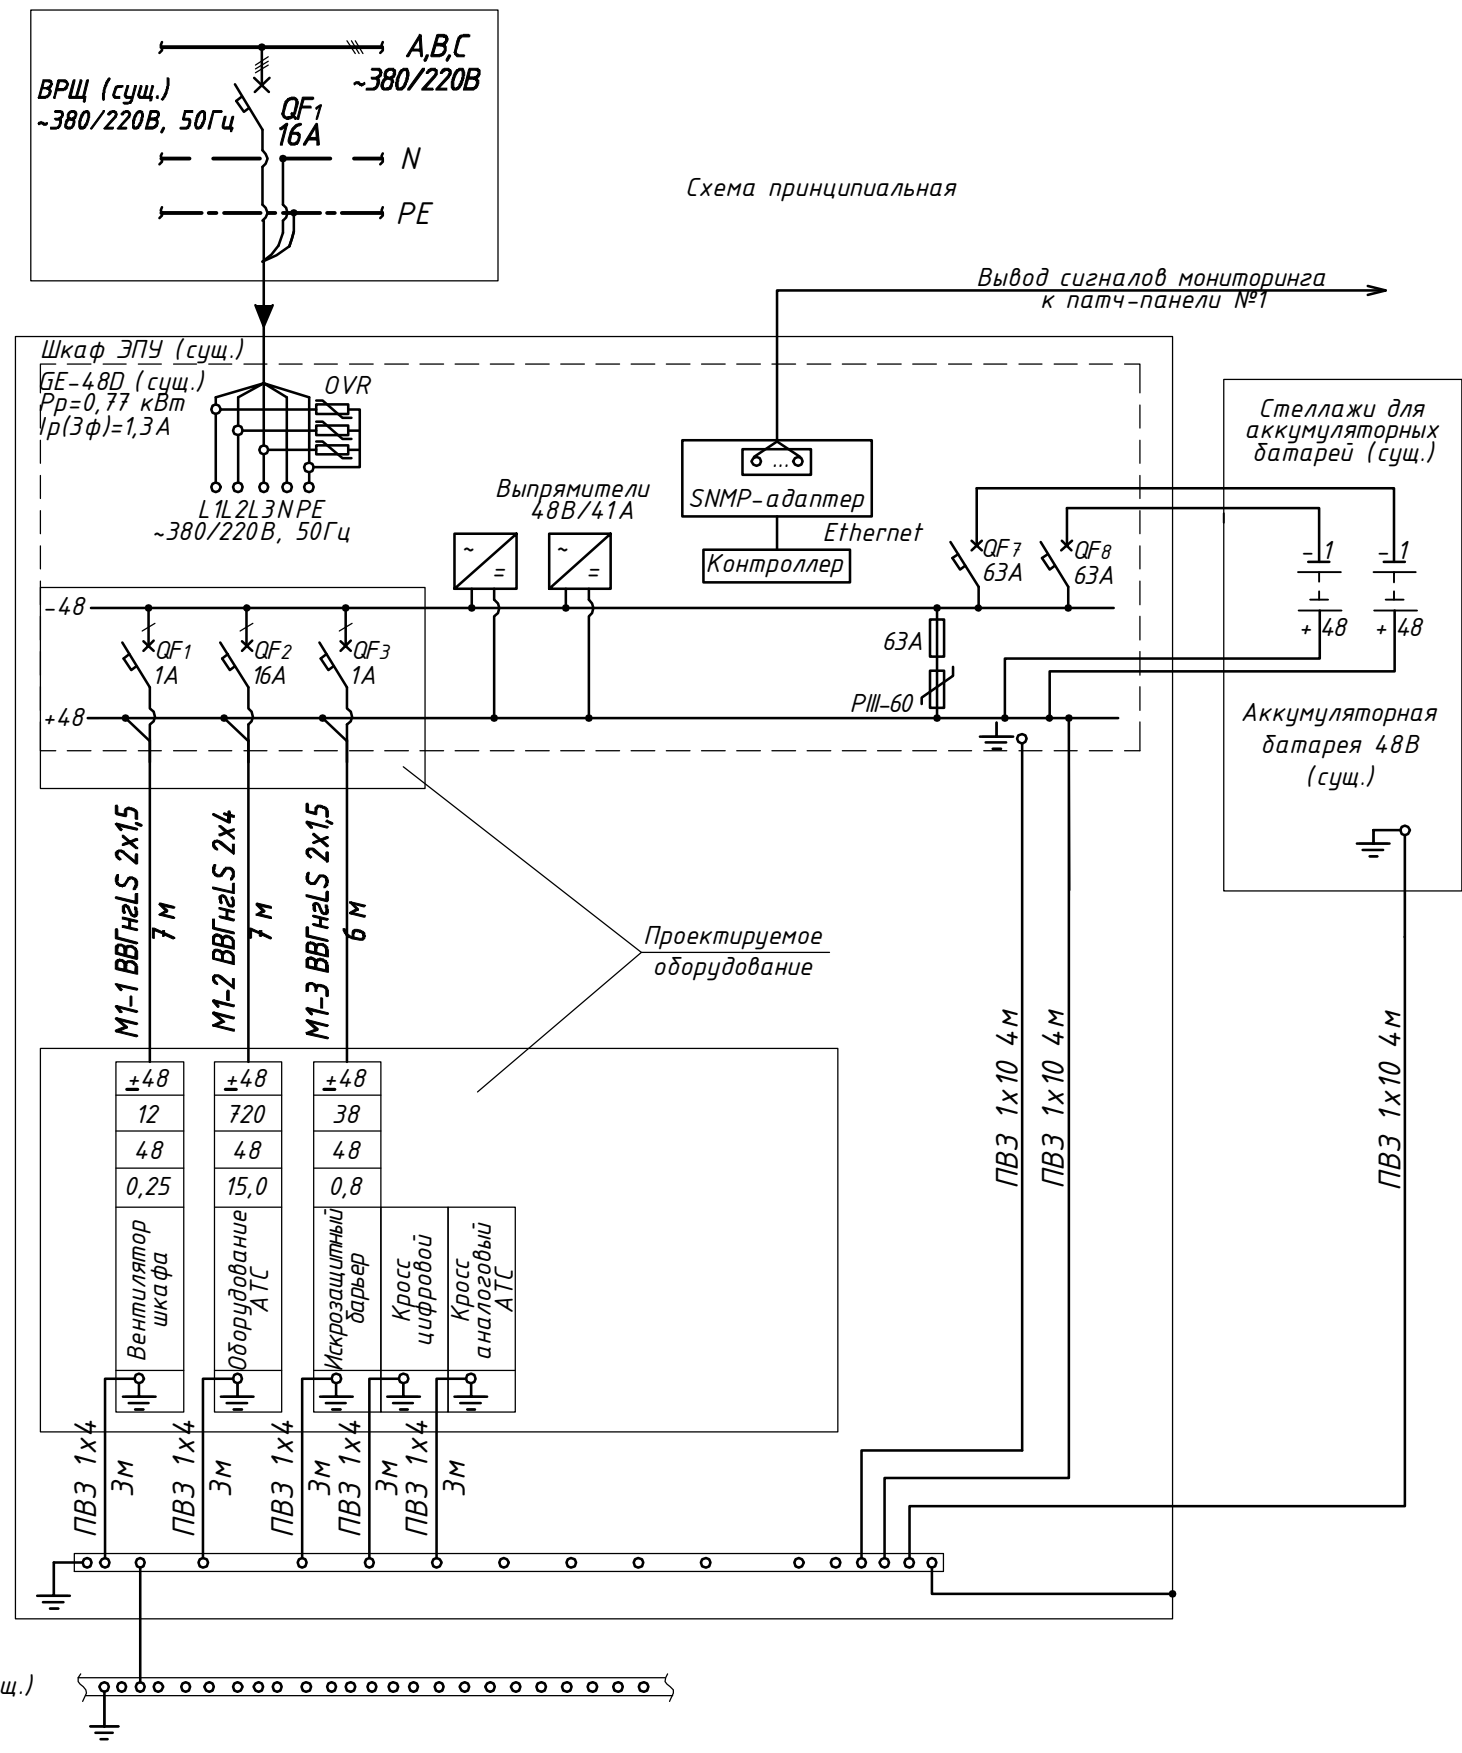 A,B,C
~380/220В
ВРЩ (сущ.)
~380/220В, 50Гц
QF1
16А
N
PE
Схема принципиальная
Вывод сигналов мониторинга
к патч-панели №1
Шкаф ЭПУ (сущ.)
GE-48D (сущ.)
Рр=0,77 кВт
Iр(3ф)=1,3А
OVR
L1L2L3NPE
~380/220В, 50Гц
Выпрямители
48В/41А
~
=
~
=
...
SNMP-адаптер
Ethernet
Контроллер
QF7
63А
QF8
63А
Стеллажи для
аккумуляторных
батарей (сущ.)
- 1
- 1
+ 48
+ 48
Аккумуляторная
батарея 48В
(сущ.)
-48
QF1
1А
QF2
16А
QF3
1А
63А
РIII-60
+48
М1-1 ВВГнгLS 2х1,5
7 м
М1-2 ВВГнгLS 2х4
7 м
М1-3 ВВГнгLS 2х1,5
6 м
Проектируемое
оборудование
ПВ3 1х10 4м
ПВ3 1х10 4м
ПВ3 1х10 4м
±48
±48
±48
12
720
38
48
48
48
0,25
15,0
0,8
Вентилятор
шкафа
Оборудование
АТС
Искрозащитный
барьер
Кросс
цифровой
Кросс
аналоговый
АТС
ПВ3 1х4
3м
ПВ3 1х4
3м
ПВ3 1х4
3м
ПВ3 1х4
3м
ПВ3 1х4
3м
щ.)